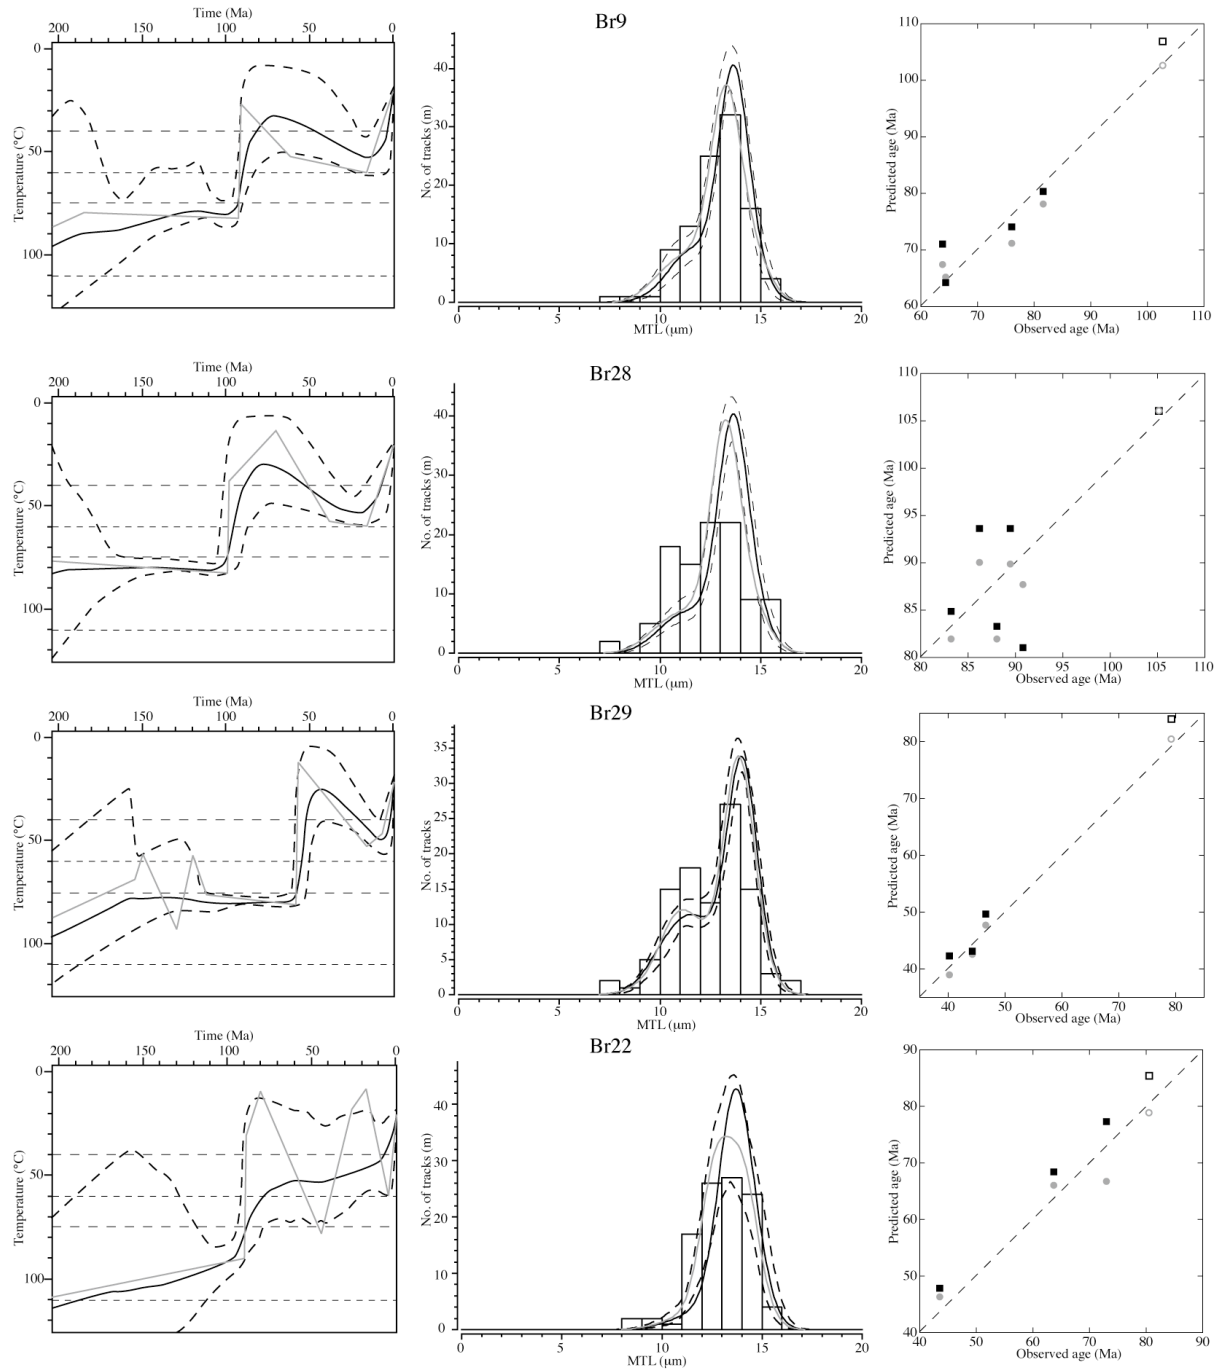 Br9
Time (Ma)
200 150 100 50 0
Temperature (°C)
0
50
100
No. of tracks (m)
40
30
20
10
0
0 5 10 15 20
MTL (µm)
Predicted age (Ma)
110
100
90
80
70
60
60 70 80 90 100 110
Observed age (Ma)
Br28
Time (Ma)
200 150 100 50 0
Temperature (°C)
0
50
100
No. of tracks (m)
40
30
20
10
0
0 5 10 15 20
MTL (µm)
Predicted age (Ma)
110
105
100
95
90
85
80
80 85 90 95 100 105 110
Observed age (Ma)
Br29
Time (Ma)
200 150 100 50 0
Temperature (°C)
0
50
100
No. of tracks
35
30
25
20
15
10
5
0
0 5 10 15 20
MTL (µm)
Predicted age (Ma)
80
70
60
50
40
40 50 60 70 80
Observed age (Ma)
Br22
Time (Ma)
200 150 100 50 0
Temperature (°C)
0
50
100
No. of tracks (m)
40
30
20
10
0
0 5 10 15 20
MTL (µm)
Predicted age (Ma)
90
80
70
60
50
40
40 50 60 70 80 90
Observed age (Ma)